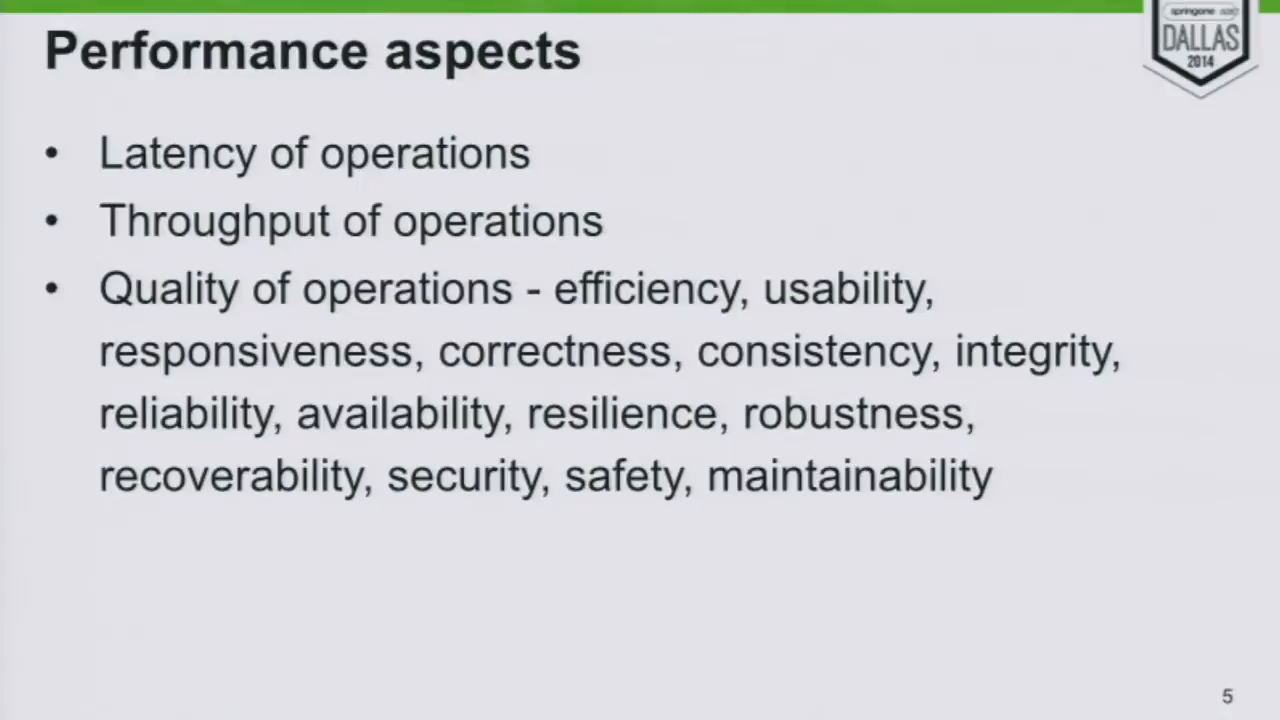 Performance aspects
springone
DALLAS
2014
• Latency of operations
• Throughput of operations
• Quality of operations - efficiency, usability,
responsiveness, correctness, consistency, integrity,
reliability, availability, resilience, robustness,
recoverability, security, safety, maintainability
5